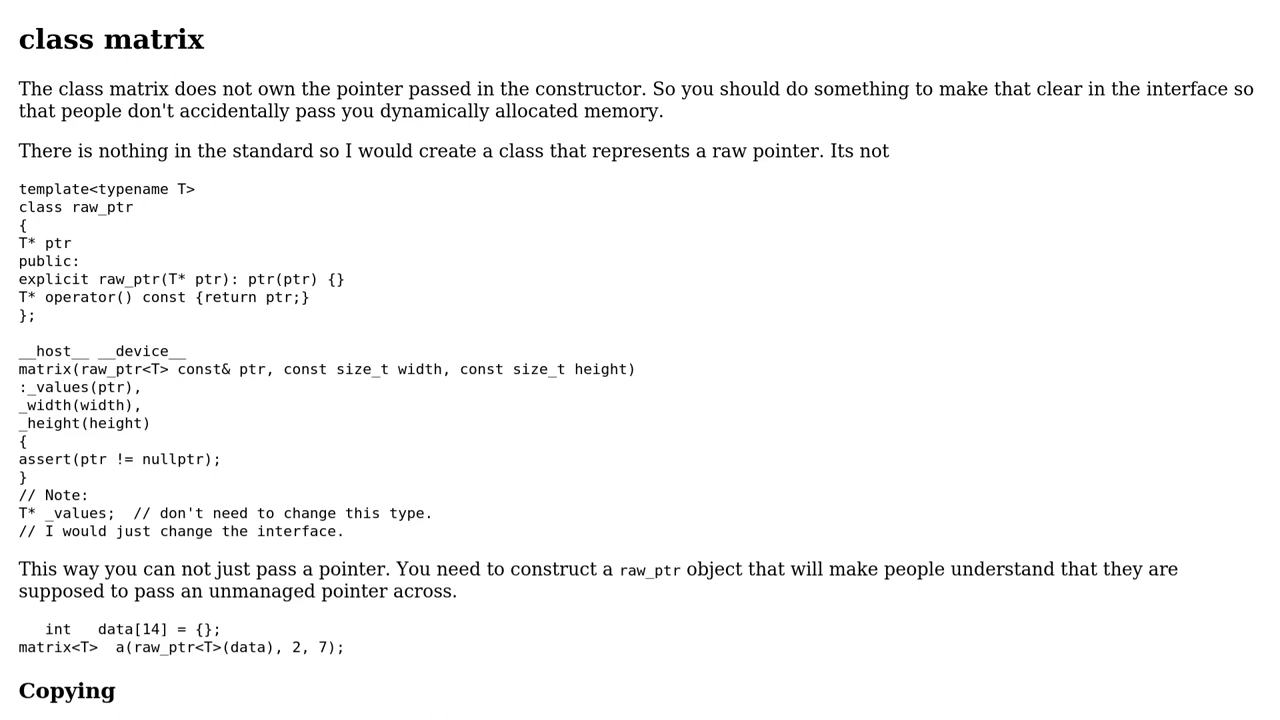 class matrix
The class matrix does not own the pointer passed in the constructor. So you should do something to make that clear in the interface so
that people don't accidentally pass you dynamically allocated memory.
There is nothing in the standard so I would create a class that represents a raw pointer. Its not
template<typename T>
class raw_ptr
{
T* ptr
public:
explicit raw_ptr(T* ptr): ptr(ptr) {}
T* operator() const {return ptr;}
};
__host__ __device__
matrix(raw_ptr<T> const& ptr, const size_t width, const size_t height)
:_values(ptr),
_width(width),
_height(height)
{
assert(ptr != nullptr);
}
// Note:
T* _values;  // don't need to change this type.
// I would just change the interface.
This way you can not just pass a pointer. You need to construct a raw_ptr object that will make people understand that they are
supposed to pass an unmanaged pointer across.
   int   data[14] = {};
matrix<T>  a(raw_ptr<T>(data), 2, 7);
Copying